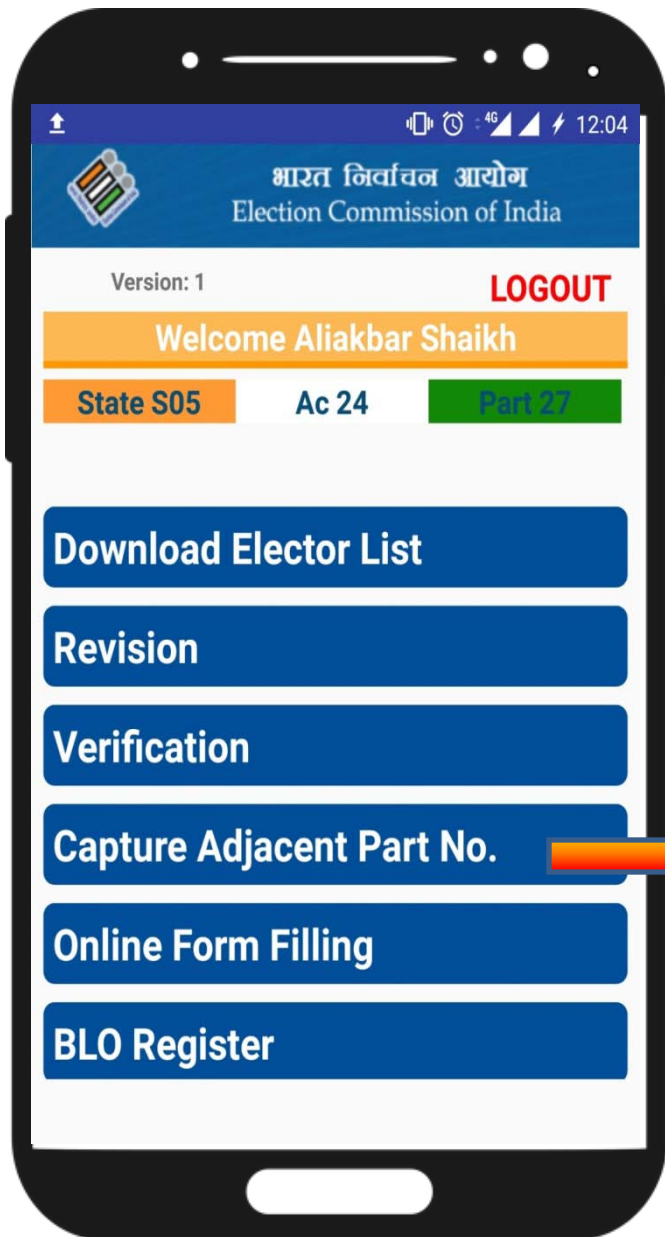 4G 12:04
भारत निर्वाचन आयोग
Election Commission of India
Version: 1 LOGOUT
Welcome Aliakbar Shaikh
State S05 Ac 24 Part 27
Download Elector List
Revision
Verification
Capture Adjacent Part No.
Online Form Filling
BLO Register